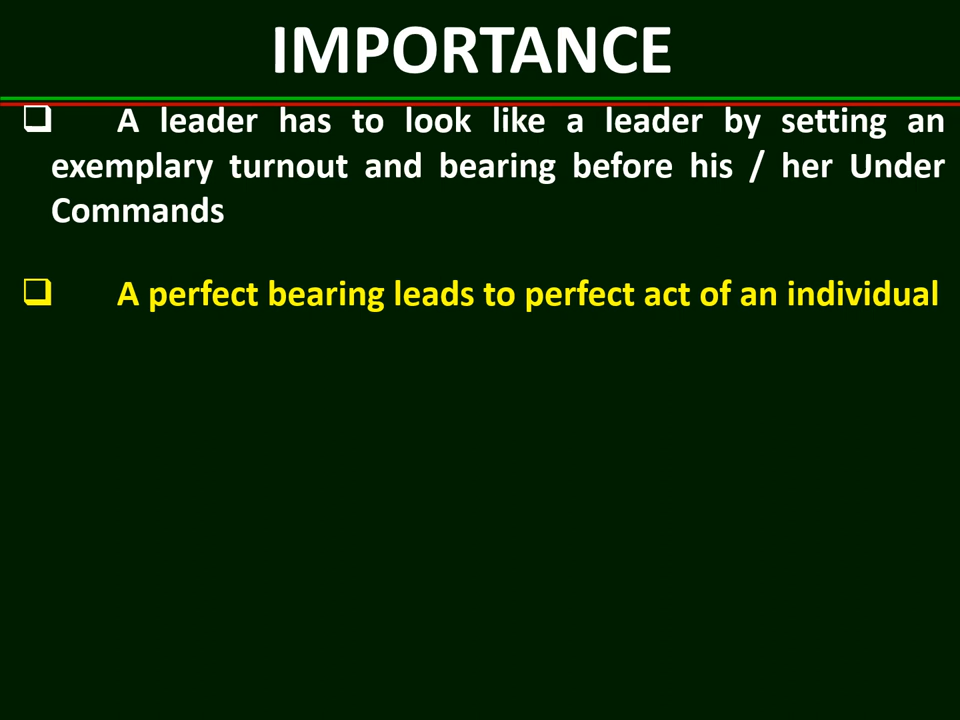 IMPORTANCE
❑ A leader has to look like a leader by setting an
exemplary turnout and bearing before his / her Under
Commands
❑ A perfect bearing leads to perfect act of an individual